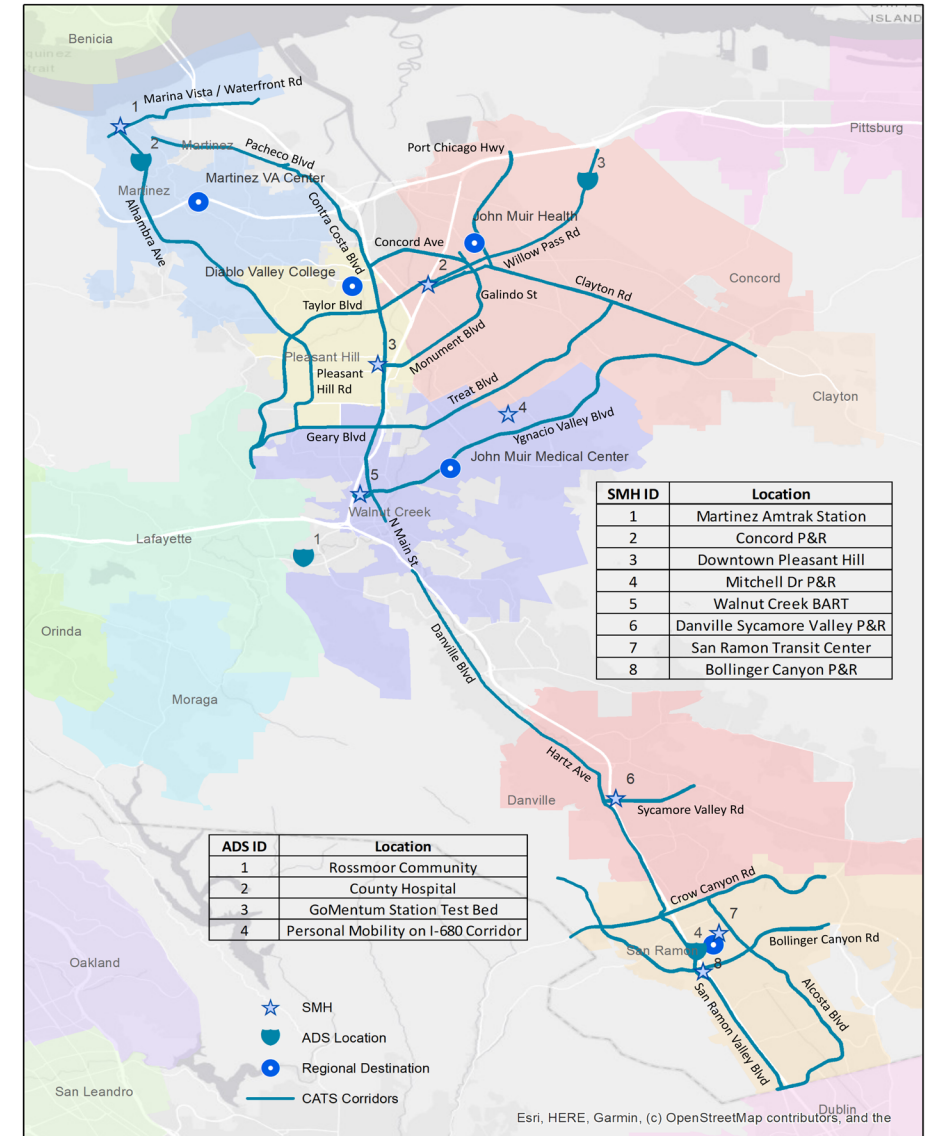 ISLAND
Benicia
Marina Vista / Waterfront Rd
1
Pittsburg
2
Martinez
Pacheco Blvd
Port Chicago Hwy
3
Martinez VA Center
Martinez
Alhambra Ave
Contra Costa Blvd
John Muir Health
Concord Ave
Willow Pass Rd
Diablo Valley College
2
Concord
Taylor Blvd
Galindo St
Clayton Rd
3
Monument Blvd
Pleasant Hill
Pleasant
Hill Rd
Treat Blvd
Clayton
4
Ygnacio Valley Blvd
Geary Blvd
John Muir Medical Center
5
Walnut Creek
N Main St
Lafayette
1
SMH ID Location
1 Martinez Amtrak Station
2 Concord P&R
3 Downtown Pleasant Hill
4 Mitchell Dr P&R
5 Walnut Creek BART
6 Danville Sycamore Valley P&R
7 San Ramon Transit Center
8 Bollinger Canyon P&R
Orinda
Danville Blvd
Moraga
Hartz Ave
6
Danville
Sycamore Valley Rd
ADS ID Location
1 Rossmoor Community
2 County Hospital
3 GoMentum Station Test Bed
4 Personal Mobility on I-680 Corridor
Crow Canyon Rd
7
4
San Ramon
Bollinger Canyon Rd
8
Oakland
San Ramon Valley Blvd
Alcosta Blvd
SMH
ADS Location
Regional Destination
CATS Corridors
San Leandro
Dublin
Esri, HERE, Garmin, (c) OpenStreetMap contributors, and the